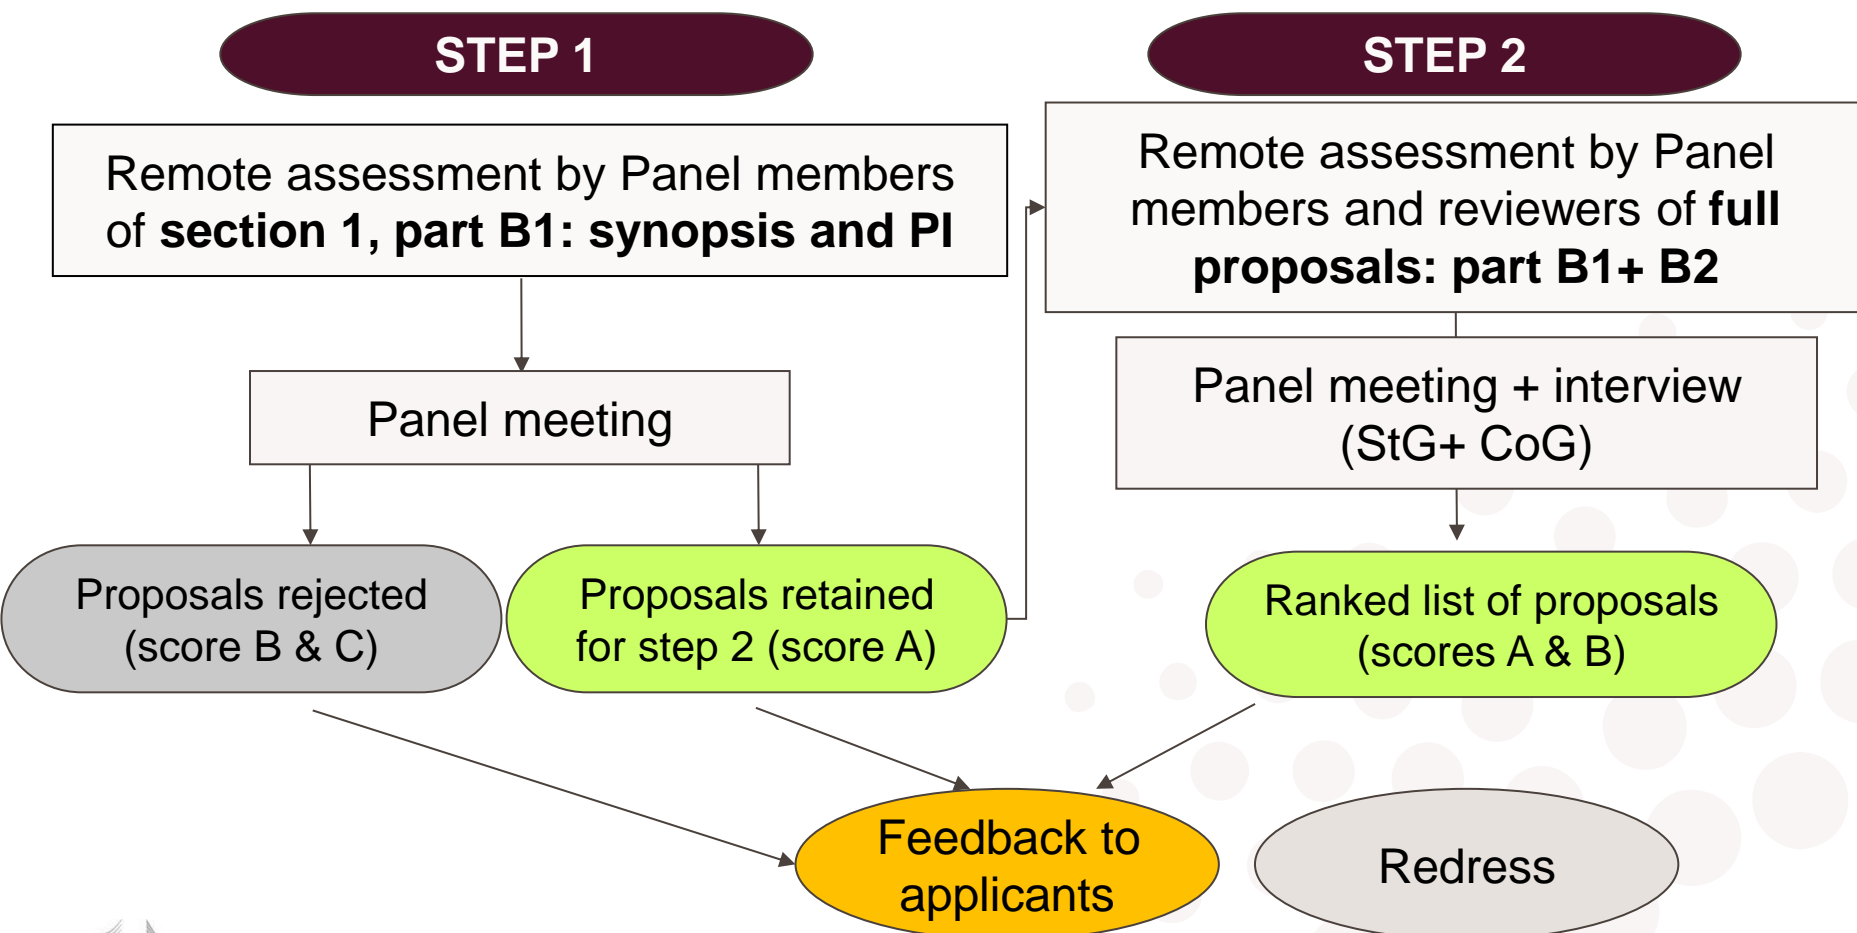 STEP 1
Remote assessment by Panel members
of section 1, part B1: synopsis and PI
Panel meeting
Proposals rejected
(score B & C)
Proposals retained
for step 2 (score A)
STEP 2
Remote assessment by Panel
members and reviewers of full
proposals: part B1+ B2
Panel meeting + interview
(StG+ CoG)
Ranked list of proposals
(scores A & B)
Feedback to
applicants
Redress